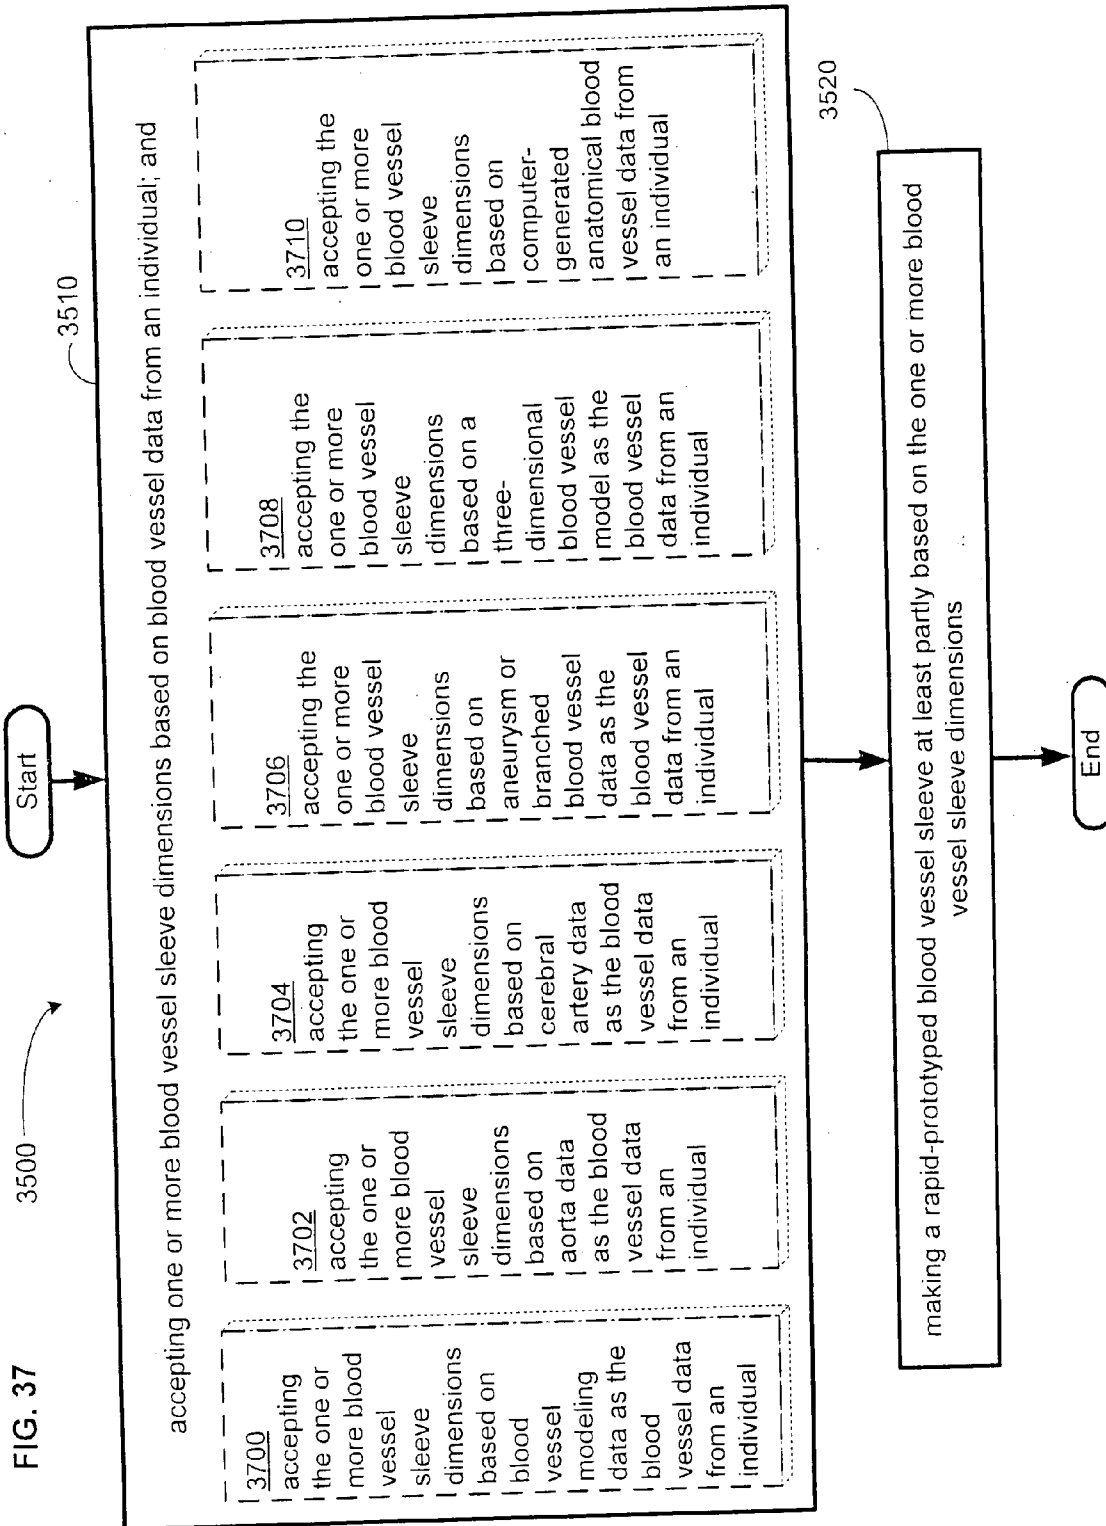 FIG. 37
3500
Start
3510
accepting one or more blood vessel sleeve dimensions based on blood vessel data from an individual; and
3700
accepting
the one or
more blood
vessel
sleeve
dimensions
based on
blood
vessel
modeling
data as the
blood
vessel data
from an
individual
3702
accepting
the one or
more blood
vessel
sleeve
dimensions
based on
aorta data
as the blood
vessel data
from an
individual
3704
accepting
the one or
more blood
vessel
sleeve
dimensions
based on
cerebral
artery data
as the blood
vessel data
from an
individual
3706
accepting the
one or more
blood vessel
sleeve
dimensions
based on
aneurysm or
branched
blood vessel
data as the
blood vessel
data from an
individual
3708
accepting the
one or more
blood vessel
sleeve
dimensions
based on a
three-
dimensional
blood vessel
model as the
blood vessel
data from an
individual
3710
accepting the
one or more
blood vessel
sleeve
dimensions
based on
computer-
generated
anatomical blood
vessel data from
an individual
3520
making a rapid-prototyped blood vessel sleeve at least partly based on the one or more blood
vessel sleeve dimensions
End